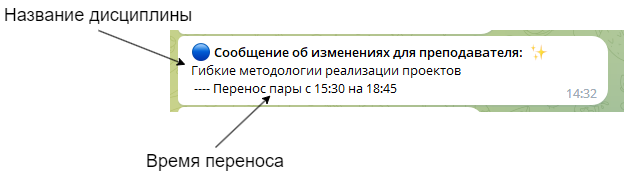 Название дисциплины
🔵 Сообщение об изменениях для преподавателя: ✨
Гибкие методологии реализации проектов
---- Перенос пары с 15:30 на 18:45
14:32
Время переноса